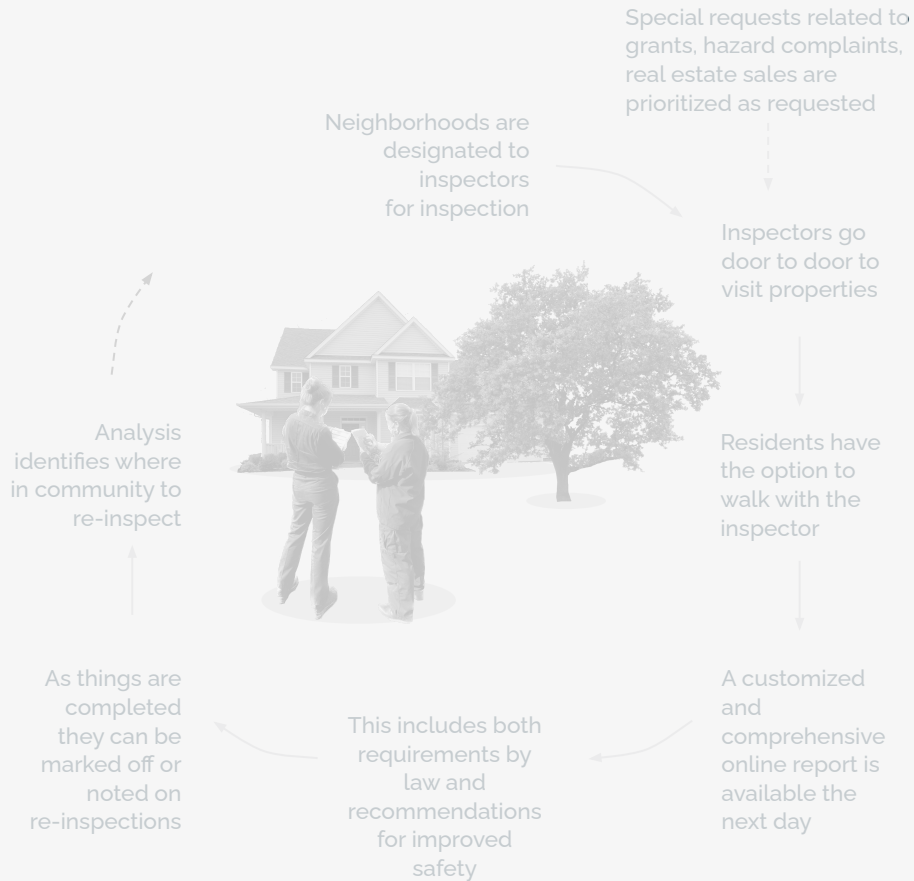 Special requests related to
grants, hazard complaints,
real estate sales are
prioritized as requested
Neighborhoods are
designated to
inspectors
for inspection
Inspectors go
door to door to
visit properties
Residents have
the option to
walk with the
inspector
A customized
and
comprehensive
online report is
available the
next day
This includes both
requirements by
law and
recommendations
for improved
safety
As things are
completed
they can be
marked off or
noted on
re-inspections
Analysis
identifies where
in community to
re-inspect